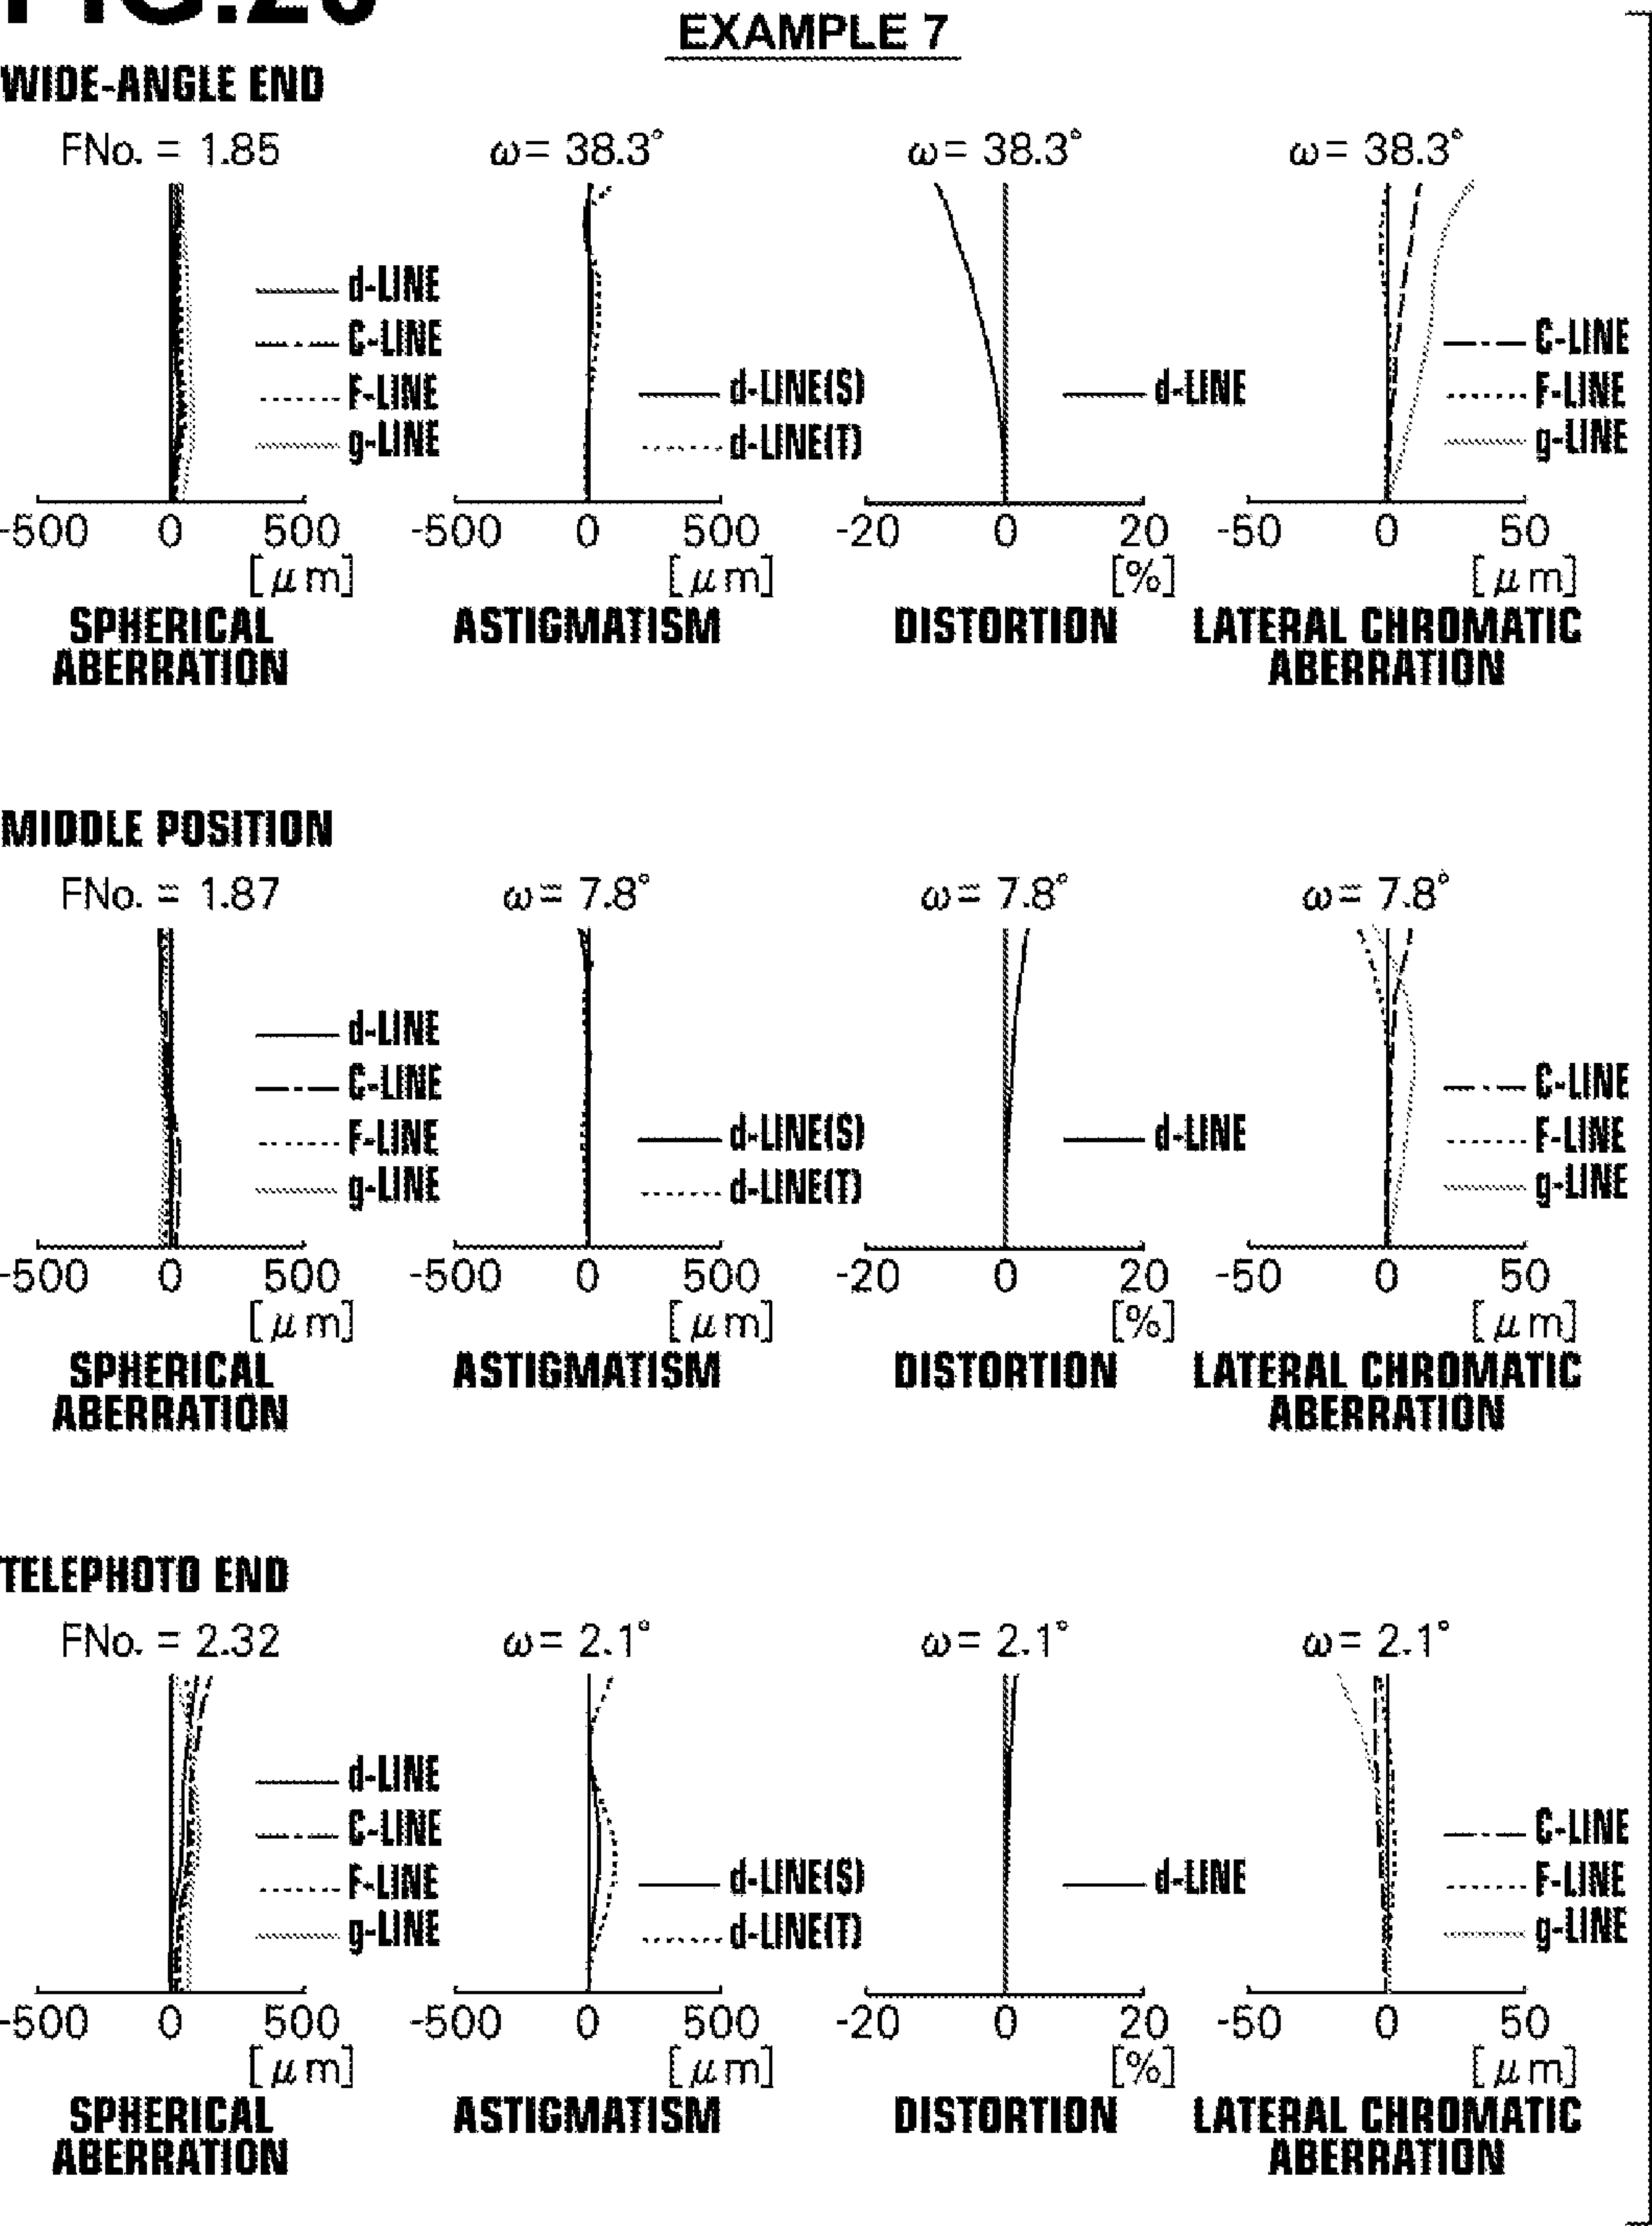 EXAMPLE 7
WIDE-ANGLE END
FNo. = 1.85
ω= 38.3°
ω= 38.3°
ω= 38.3°
d-LINE
C-LINE
F-LINE
g-LINE
d-LINE(S)
d-LINE(T)
d-LINE
C-LINE
F-LINE
g-LINE
-500 0 500
[μm]
-500 0 500
[μm]
-20 0 20
[%]
-50 0 50
[μm]
SPHERICAL
ABERRATION
ASTIGMATISM
DISTORTION
LATERAL CHROMATIC
ABERRATION
MIDDLE POSITION
FNo. = 1.87
ω= 7.8°
ω= 7.8°
ω= 7.8°
d-LINE
C-LINE
F-LINE
g-LINE
d-LINE(S)
d-LINE(T)
d-LINE
C-LINE
F-LINE
g-LINE
-500 0 500
[μm]
-500 0 500
[μm]
-20 0 20
[%]
-50 0 50
[μm]
SPHERICAL
ABERRATION
ASTIGMATISM
DISTORTION
LATERAL CHROMATIC
ABERRATION
TELEPHOTO END
FNo. = 2.32
ω= 2.1°
ω= 2.1°
ω= 2.1°
d-LINE
C-LINE
F-LINE
g-LINE
d-LINE(S)
d-LINE(T)
d-LINE
C-LINE
F-LINE
g-LINE
-500 0 500
[μm]
-500 0 500
[μm]
-20 0 20
[%]
-50 0 50
[μm]
SPHERICAL
ABERRATION
ASTIGMATISM
DISTORTION
LATERAL CHROMATIC
ABERRATION